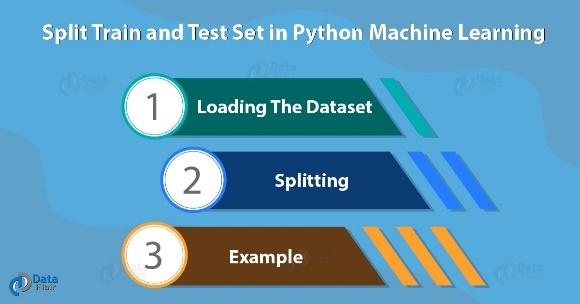 Split Train and Test Set in Python Machine Learning
1
Loading The Dataset
2
Splitting
3
Example
Data
Flair